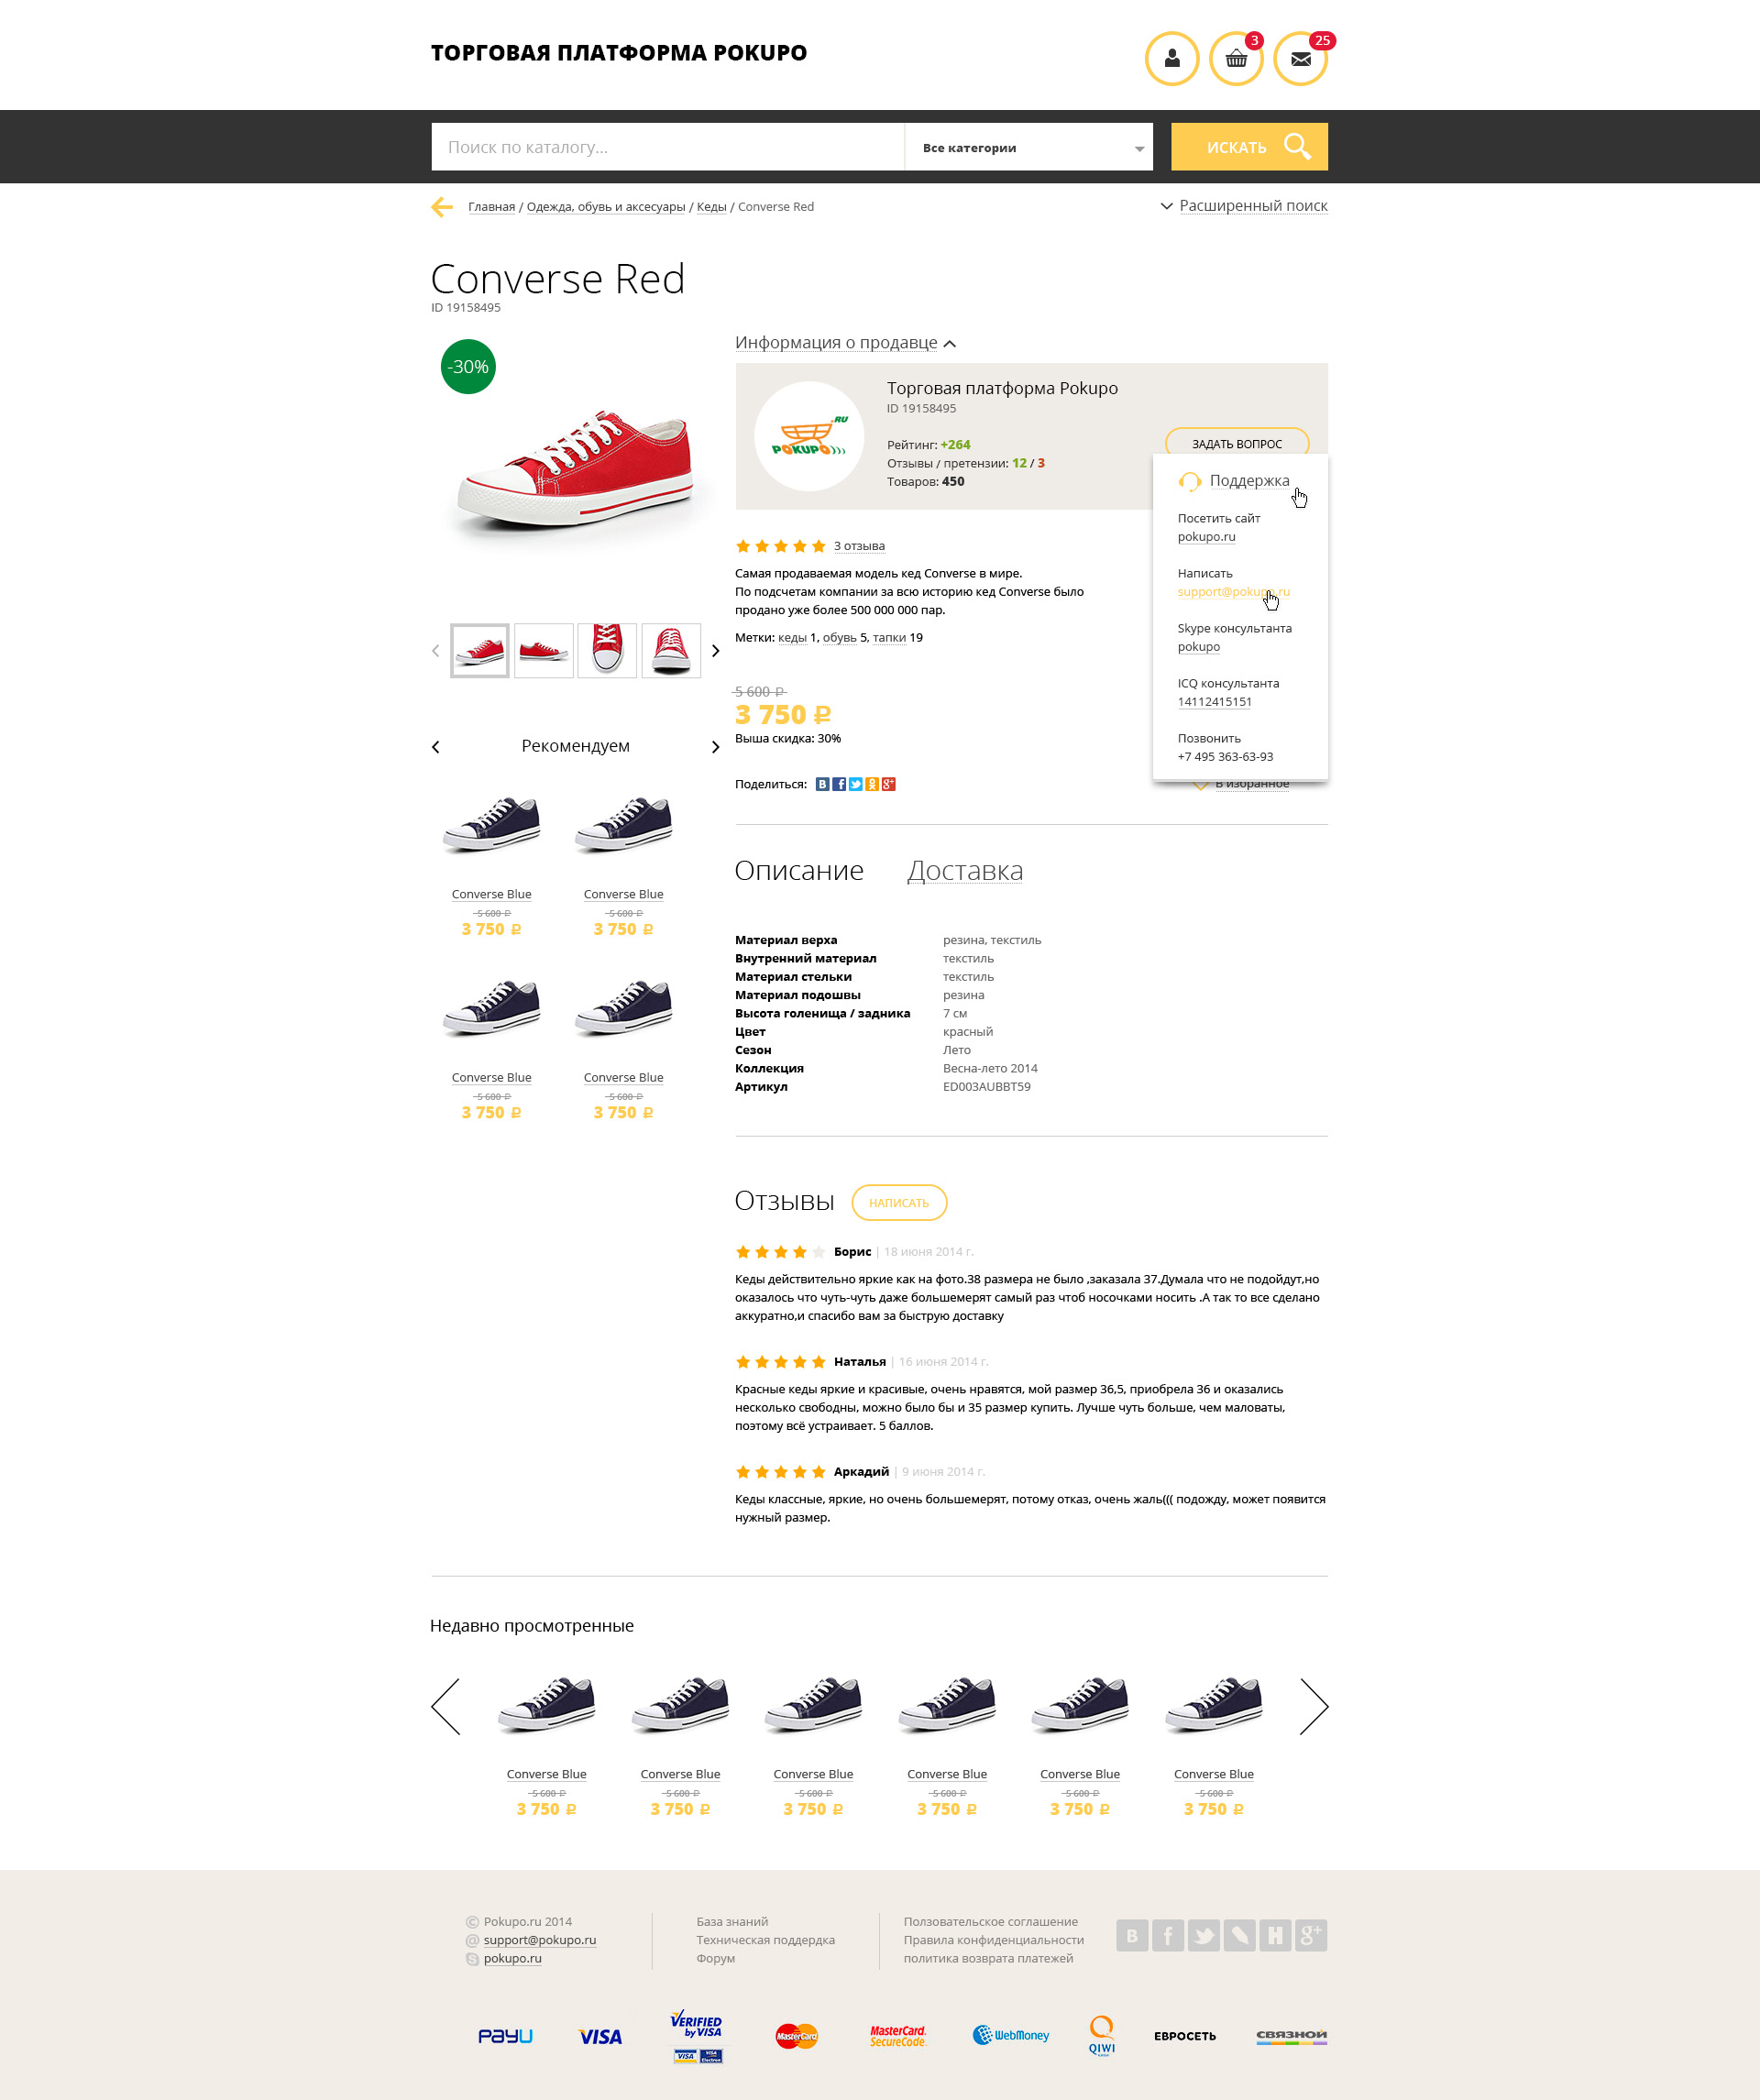 ТОРГОВАЯ ПЛАТФОРМА POKUPO
3
25
Поиск по каталогу...
Все категории
ИСКАТЬ
Главная / Одежда, обувь и аксесуары / Кеды / Converse Red
Расширенный поиск
Converse Red
ID 19158495
-30%
Информация о продавце
POKUPO
.RU
Торговая платформа Pokupo
ID 19158495
Рейтинг: +264
Отзывы / претензии: 12 / 3
Товаров: 450
ЗАДАТЬ ВОПРОС
Поддержка
Посетить сайт
pokupo.ru
Написать
support@pokupo.ru
Skype консультанта
pokupo
ICQ консультанта
14112415151
Позвонить
+7 495 363-63-93
В избранное
3 отзыва
Самая продаваемая модель кед Converse в мире.
По подсчетам компании за всю историю кед Converse было
продано уже более 500 000 000 пар.
Метки: кеды 1, обувь 5, тапки 19
5 600 ₽
3 750 ₽
Выша скидка: 30%
Поделиться:
Рекомендуем
Converse Blue
5 600 ₽
3 750 ₽
Converse Blue
5 600 ₽
3 750 ₽
Converse Blue
5 600 ₽
3 750 ₽
Converse Blue
5 600 ₽
3 750 ₽
Описание
Доставка
Материал верха резина, текстиль
Внутренний материал текстиль
Материал стельки текстиль
Материал подошвы резина
Высота голенища / задника 7 см
Цвет красный
Сезон Лето
Коллекция Весна-лето 2014
Артикул ED003AUBBT59
Отзывы
НАПИСАТЬ
Борис | 18 июня 2014 г.
Кеды действительно яркие как на фото.38 размера не было ,заказала 37.Думала что не подойдут,но
оказалось что чуть-чуть даже большемерят самый раз чтоб носочками носить .А так то все сделано
аккуратно,и спасибо вам за быструю доставку
Наталья | 16 июня 2014 г.
Красные кеды яркие и красивые, очень нравятся, мой размер 36,5, приобрела 36 и оказались
несколько свободны, можно было бы и 35 размер купить. Лучше чуть больше, чем маловаты,
поэтому всё устраивает. 5 баллов.
Аркадий | 9 июня 2014 г.
Кеды классные, яркие, но очень большемерят, потому отказ, очень жаль((( подожду, может появится
нужный размер.
Недавно просмотренные
Converse Blue
5 600 ₽
3 750 ₽
Converse Blue
5 600 ₽
3 750 ₽
Converse Blue
5 600 ₽
3 750 ₽
Converse Blue
5 600 ₽
3 750 ₽
Converse Blue
5 600 ₽
3 750 ₽
Converse Blue
5 600 ₽
3 750 ₽
© Pokupo.ru 2014
@ support@pokupo.ru
pokupo.ru
База знаний
Техническая поддердка
Форум
Ползовательское соглашение
Правила конфиденциальности
политика возврата платежей
PayU
VISA
VERIFIED
by VISA
VISA
VISA
Electron
MasterCard
MasterCard.
SecureCode.
WebMoney
QIWI
ЕВРОСЕТЬ
связной